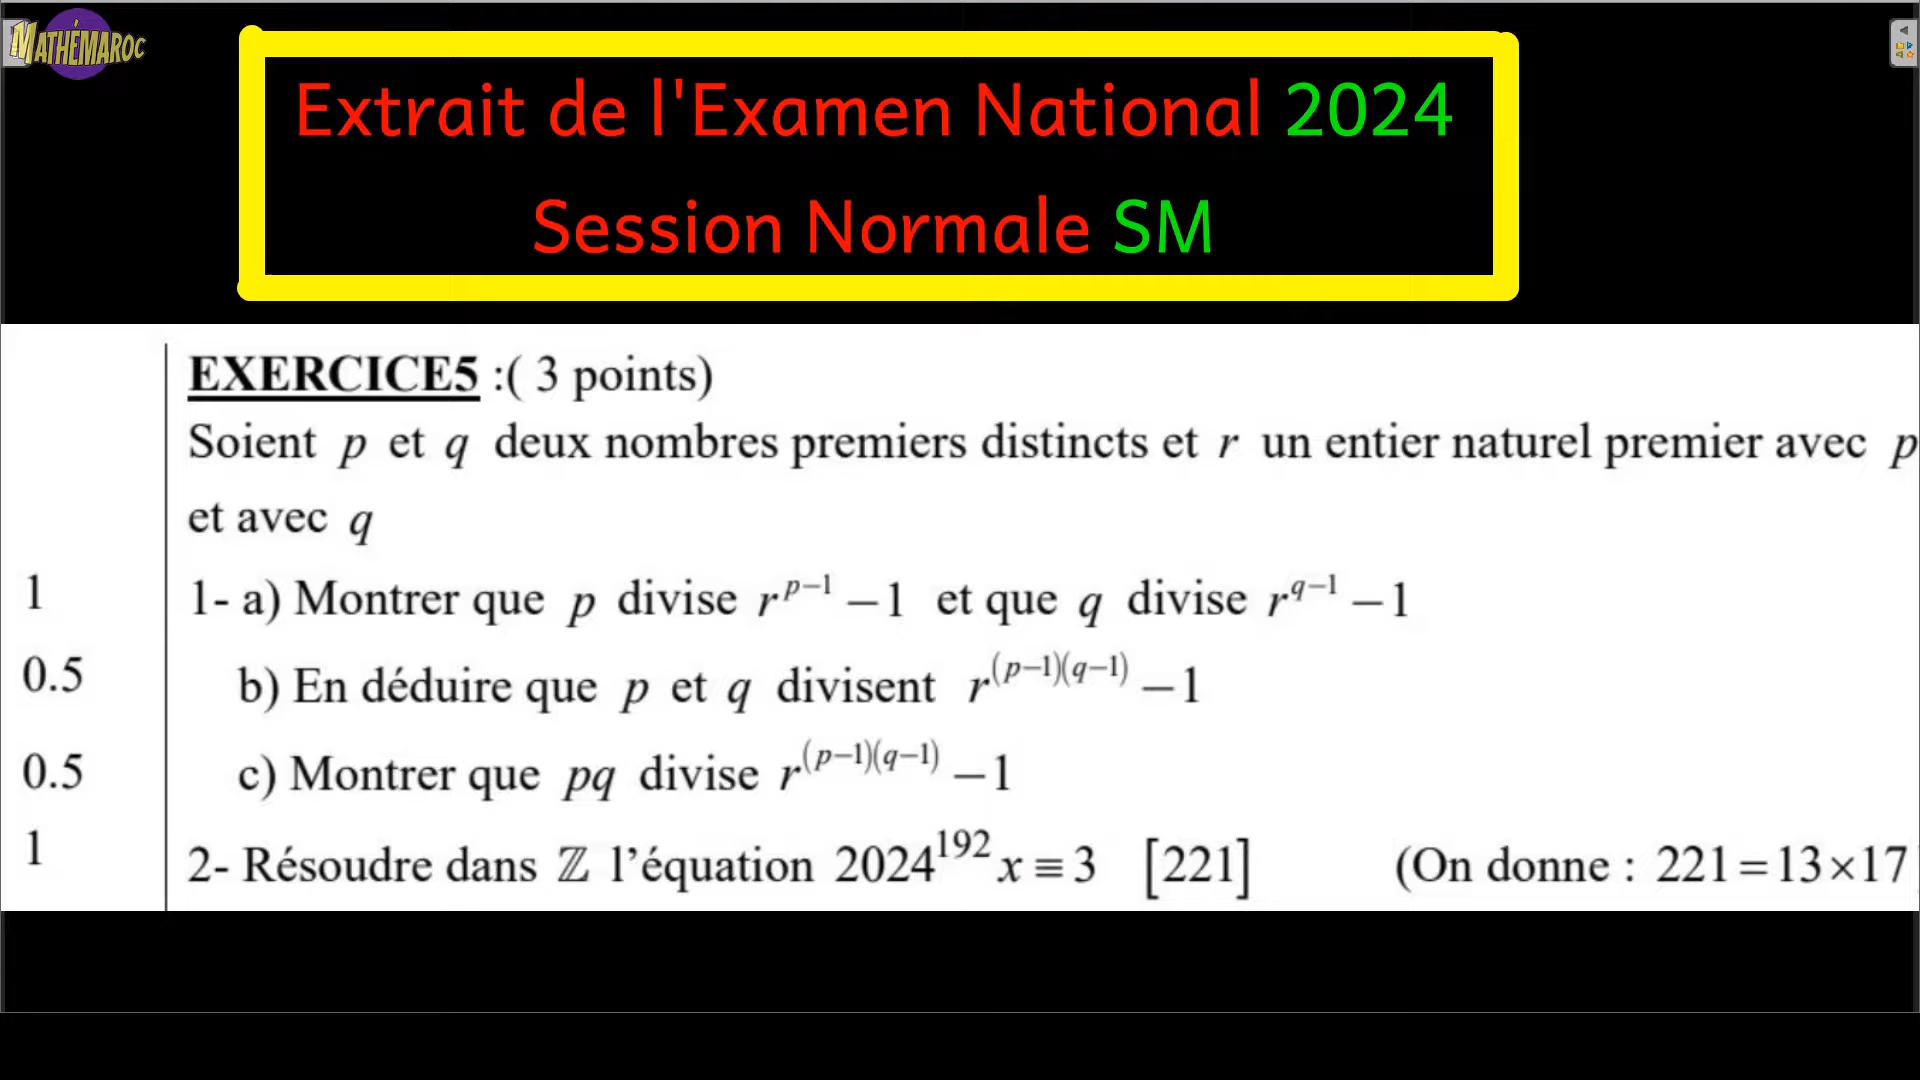 MATHÉMAROC
Extrait de l'Examen National 2024
Session Normale SM
EXERCICE5 :( 3 points)
Soient p et q deux nombres premiers distincts et r un entier naturel premier avec p
et avec q
1 1- a) Montrer que p divise r^{p-1} − 1 et que q divise r^{q-1} − 1
0.5 b) En déduire que p et q divisent r^{(p-1)(q-1)} − 1
0.5 c) Montrer que pq divise r^{(p-1)(q-1)} − 1
1 2- Résoudre dans ℤ l’équation 2024^{192} x ≡ 3 [221] (On donne : 221 = 13×17